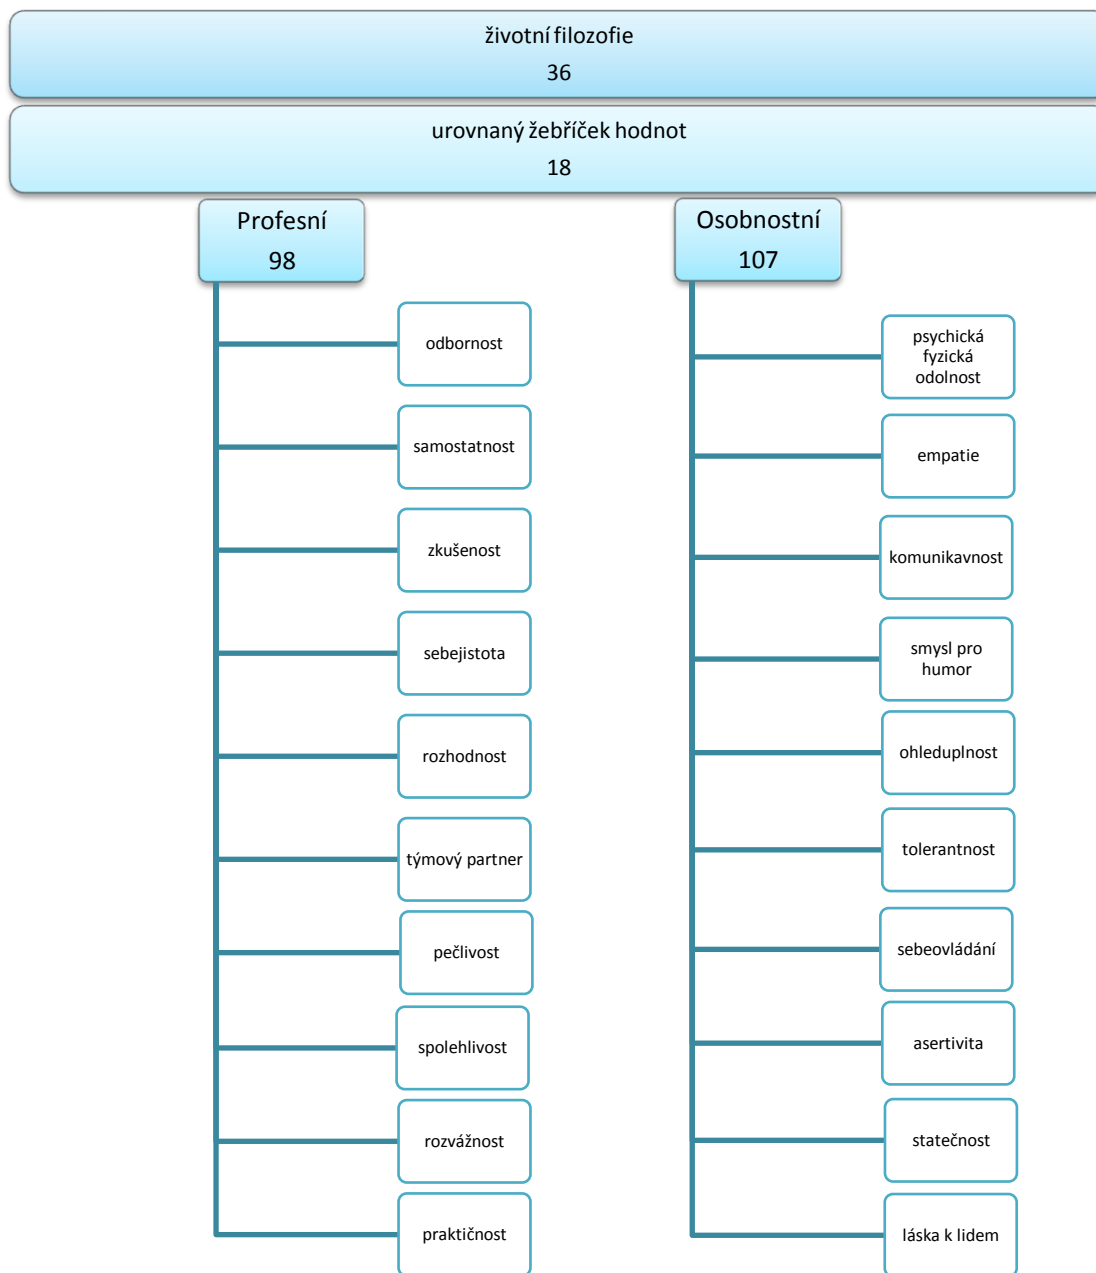 životní filozofie
36
urovnaný žebříček hodnot
18
Profesní
98
odbornost
samostatnost
zkušenost
sebejistota
rozhodnost
týmový partner
pečlivost
spolehlivost
rozvážnost
praktičnost
Osobnostní
107
psychická
fyzická
odolnost
empatie
komunikavnost
smysl pro
humor
ohleduplnost
tolerantnost
sebeovládání
asertivita
statečnost
láska k lidem